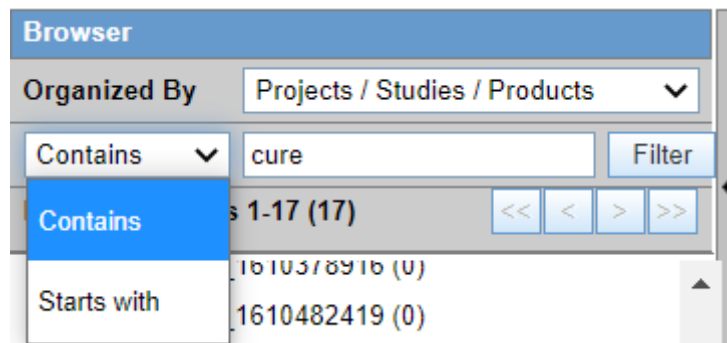 Browser
Organized By Projects / Studies / Products
Contains cure Filter
Contains s 1-17 (17) << < > >>
_1610378916 (0)
Starts with _1610482419 (0)